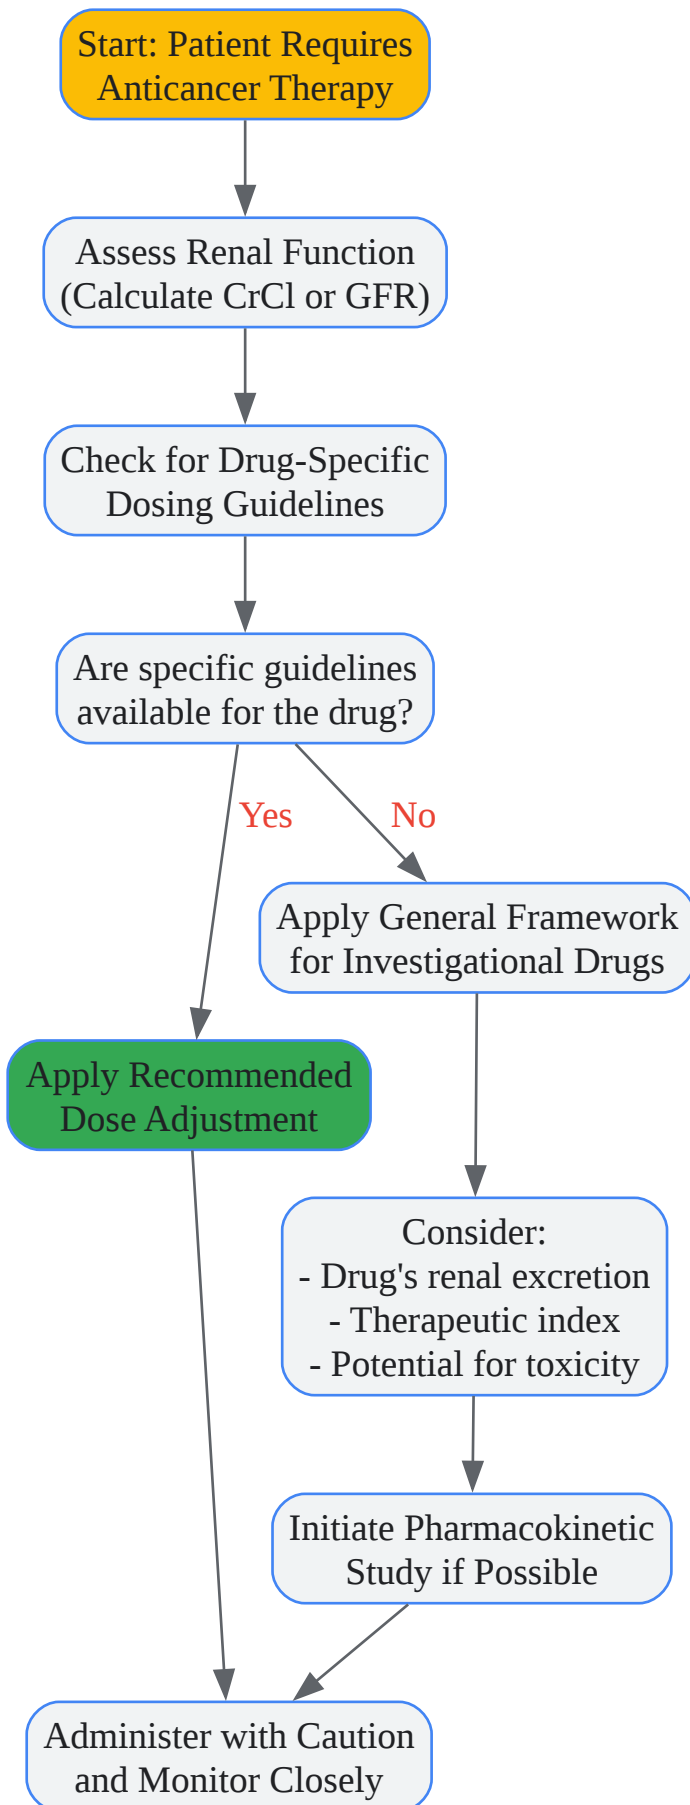 Start: Patient Requires
Anticancer Therapy
Assess Renal Function
(Calculate CrCl or GFR)
Check for Drug-Specific
Dosing Guidelines
Are specific guidelines
available for the drug?
Yes
No
Apply General Framework
for Investigational Drugs
Apply Recommended
Dose Adjustment
Consider:
- Drug's renal excretion
- Therapeutic index
- Potential for toxicity
Initiate Pharmacokinetic
Study if Possible
Administer with Caution
and Monitor Closely